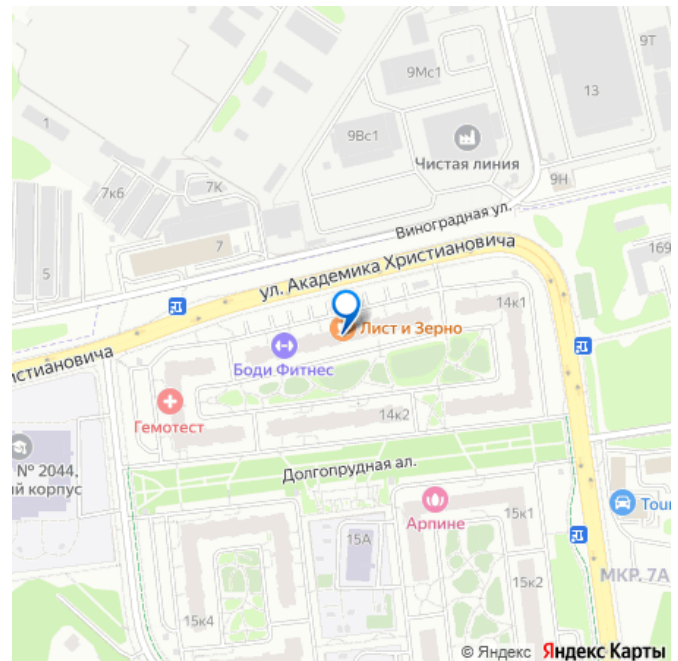 9Т
9Мс1
13
1
9Вс1
Чистая линия
7к6
7К
9Н
Виноградная ул.
7
ул. Академика Христиановича
5
169
14к1
Лист и Зерно
истиановича
Боди Фитнес
Гемотест
14к2
№ 2044,
ий корпус
Долгопрудная ал.
Tour
Арпине
15к1
15А
МКР. 7А
15к2
15к4
© Яндекс Яндекс Карты